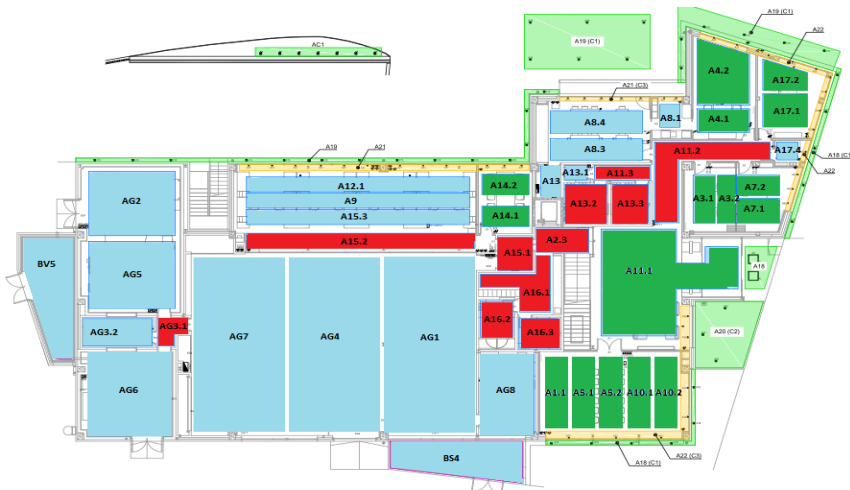 AC1
A19 (C1)
A19 (C1)
A22
A21 (C3)
A4.2
A17.2
A17.1
A8.4
A8.1
A4.1
A8.3
A11.2
A17.4
A18 (C1
A22
A19
A21
A13.1
A11.3
A13
A14.2
A12.1
A9
A15.3
A14.1
A13.2
A13.3
A3.1
A3.2
A7.2
A7.1
AG2
A15.2
A15.1
A2.3
BV5
AG5
A11.1
A18
A16.1
AG3.2
AG3.1
AG7
AG4
AG1
A16.2
A16.3
A20 (C2)
AG6
AG8
A1.1
A5.1
A5.2
A10.1
A10.2
BS4
A18 (C1)
A22 (C3)